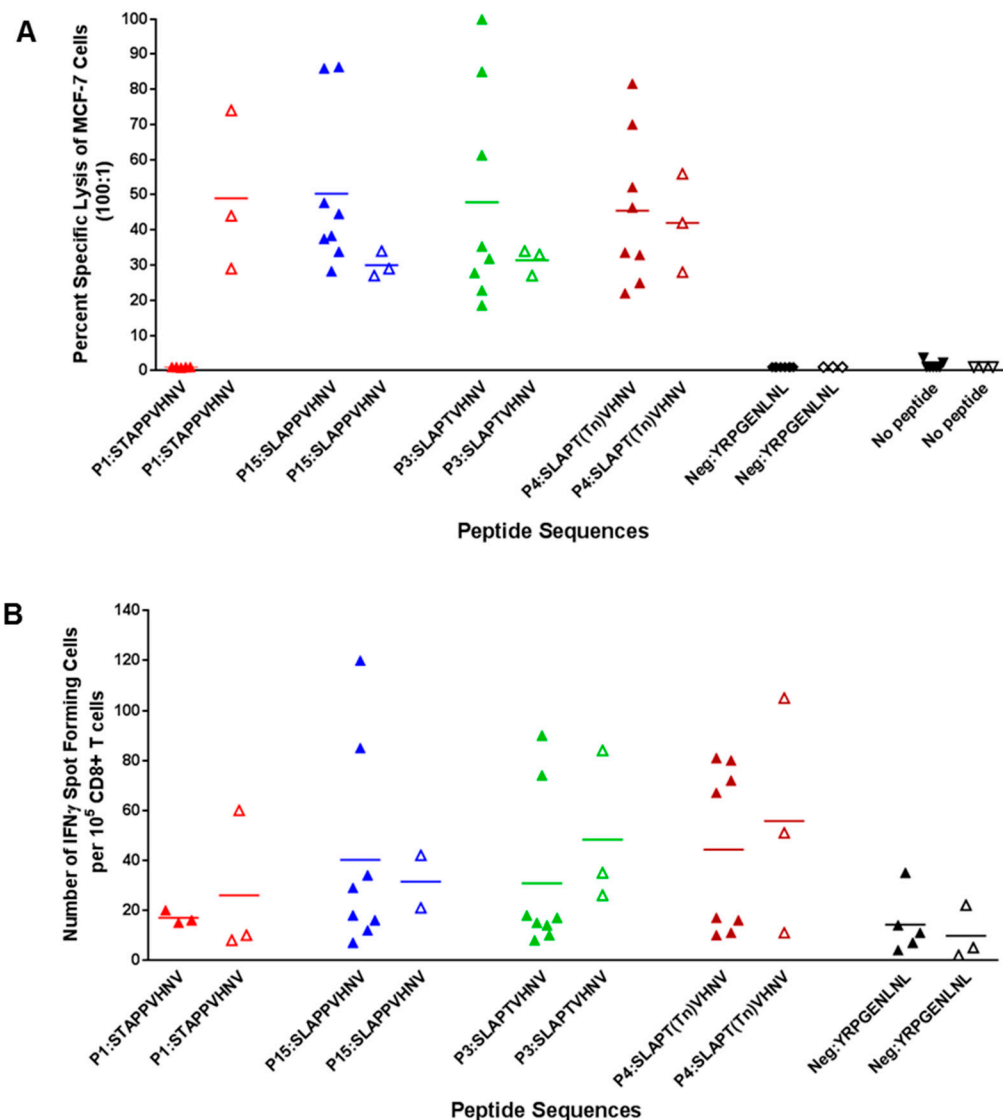 A
Percent Specific Lysis of MCF-7 Cells
(100:1)
100
90
80
70
60
50
40
30
20
10
0
P1:STAPPVHNV
P1:STAPPVHNV
P15:SLAPPVHNV
P15:SLAPPVHNV
P3:SLAPTVHNV
P3:SLAPTVHNV
P4:SLAPT(Tn)VHNV
P4:SLAPT(Tn)VHNV
Neg:YRPGENLNL
Neg:YRPGENLNL
No peptide
No peptide
Peptide Sequences
B
Number of IFNγ Spot Forming Cells
per 10⁵ CD8+ T cells
140
120
100
80
60
40
20
0
P1:STAPPVHNV
P1:STAPPVHNV
P15:SLAPPVHNV
P15:SLAPPVHNV
P3:SLAPTVHNV
P3:SLAPTVHNV
P4:SLAPT(Tn)VHNV
P4:SLAPT(Tn)VHNV
Neg:YRPGENLNL
Neg:YRPGENLNL
Peptide Sequences